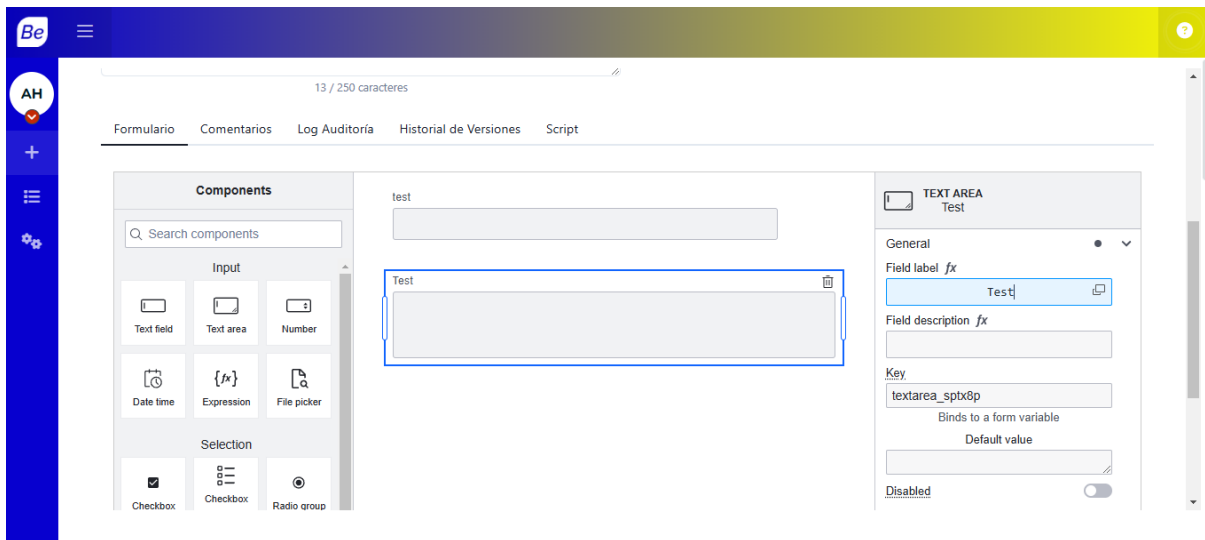 Be
?
AH
13 / 250 caracteres
Formulario Comentarios Log Auditoría Historial de Versiones Script
Components
Search components
Input
Text field Text area Number
{fx}
Date time Expression File picker
Selection
Checkbox Checkbox Radio group
test
Test
TEXT AREA
Test
General
Field label fx
Test
Field description fx
Key
textarea_sptx8p
Binds to a form variable
Default value
Disabled